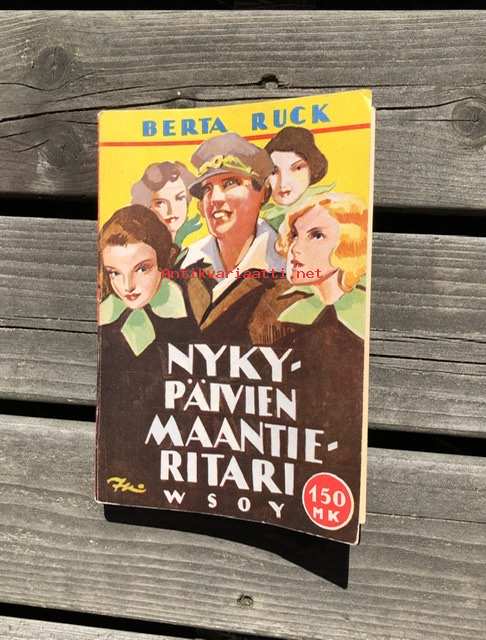 BERTA RUCK
Antikvariaatti.net
NYKY-
PÄIVIEN
MAANTIE-
RITARI
WSOY
150
MK